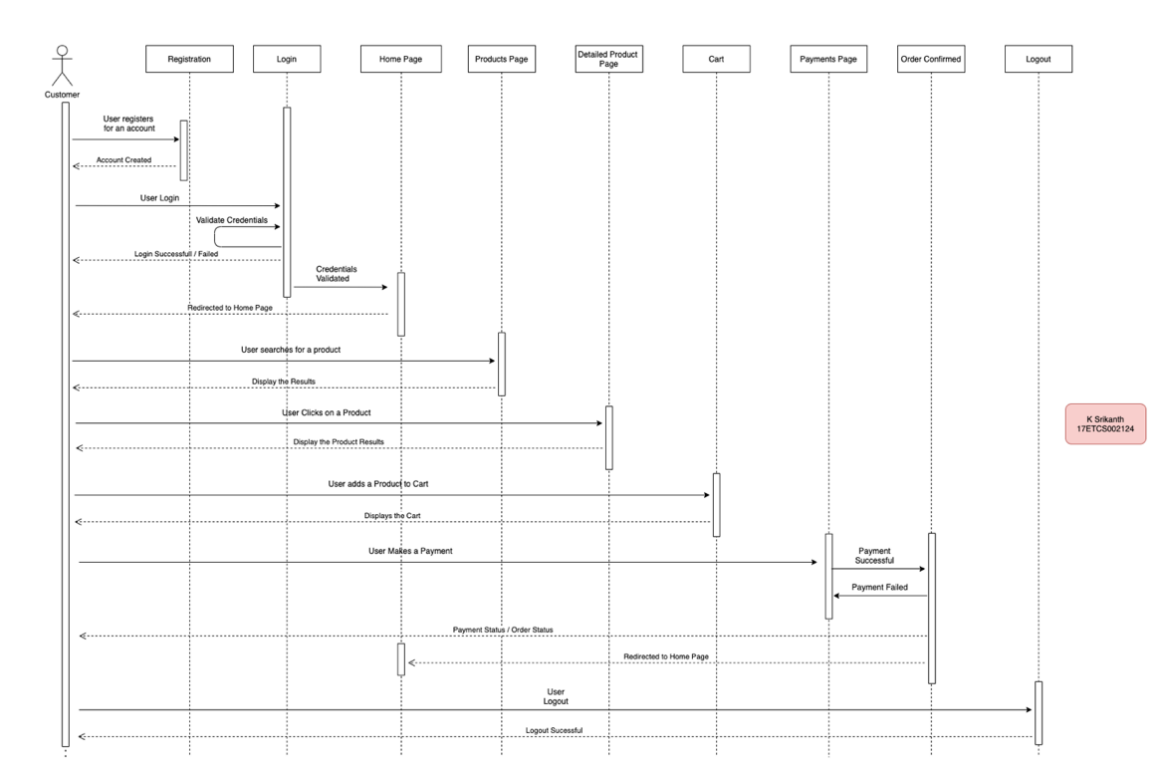 Registration
Login
Home Page
Products Page
Detailed Product
Page
Cart
Payments Page
Order Confirmed
Logout
Customer
User registers
for an account
Account Created
User Login
Validate Credentials
Login Successfull / Failed
Credentials
Validated
Redirected to Home Page
User searches for a product
Display the Results
User Clicks on a Product
K Srikanth
17ETCS002124
Display the Product Results
User adds a Product to Cart
Displays the Cart
User Makes a Payment
Payment
Successful
Payment Failed
Payment Status / Order Status
Redirected to Home Page
User
Logout
Logout Sucessful